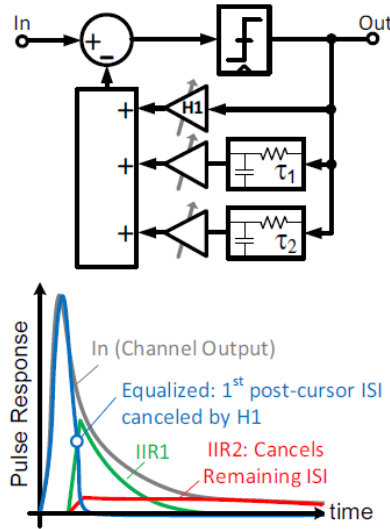 In
Out
+
−
+
H1
+
τ1
+
τ2
Pulse Response
In (Channel Output)
Equalized: 1st post-cursor ISI
canceled by H1
IIR1
IIR2: Cancels
Remaining ISI
time